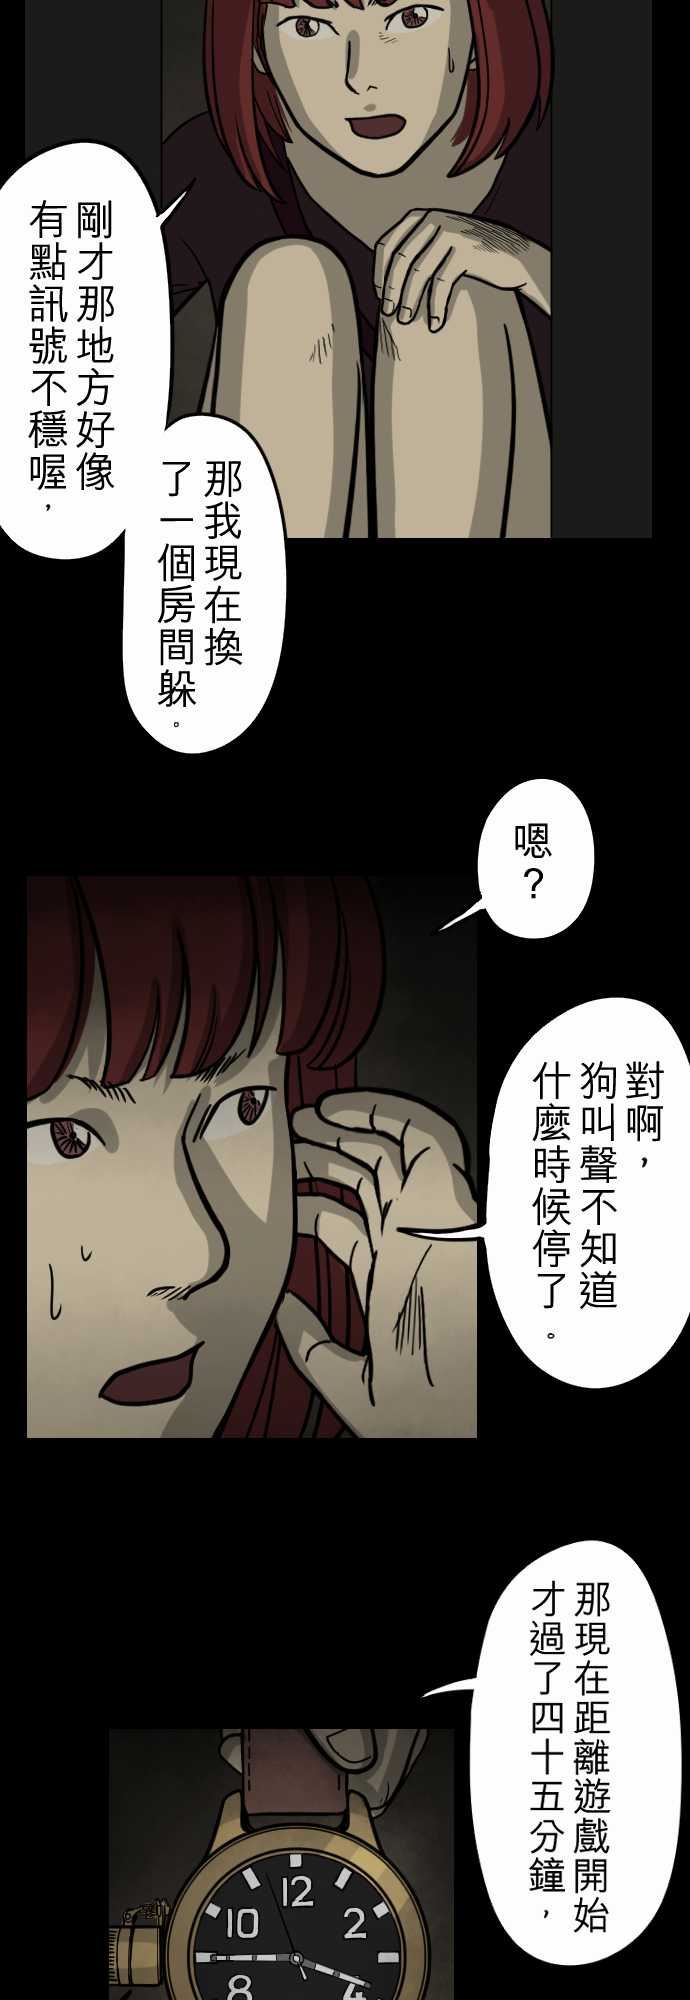 剛才那地方好像
有點訊號不穩喔，
那我現在換
了一個房間躲。
嗯？
對啊，
狗叫聲不知道
什麼時候停了。
那現在距離遊戲開始
才過了四十五分鐘，
12
2
10
8
4